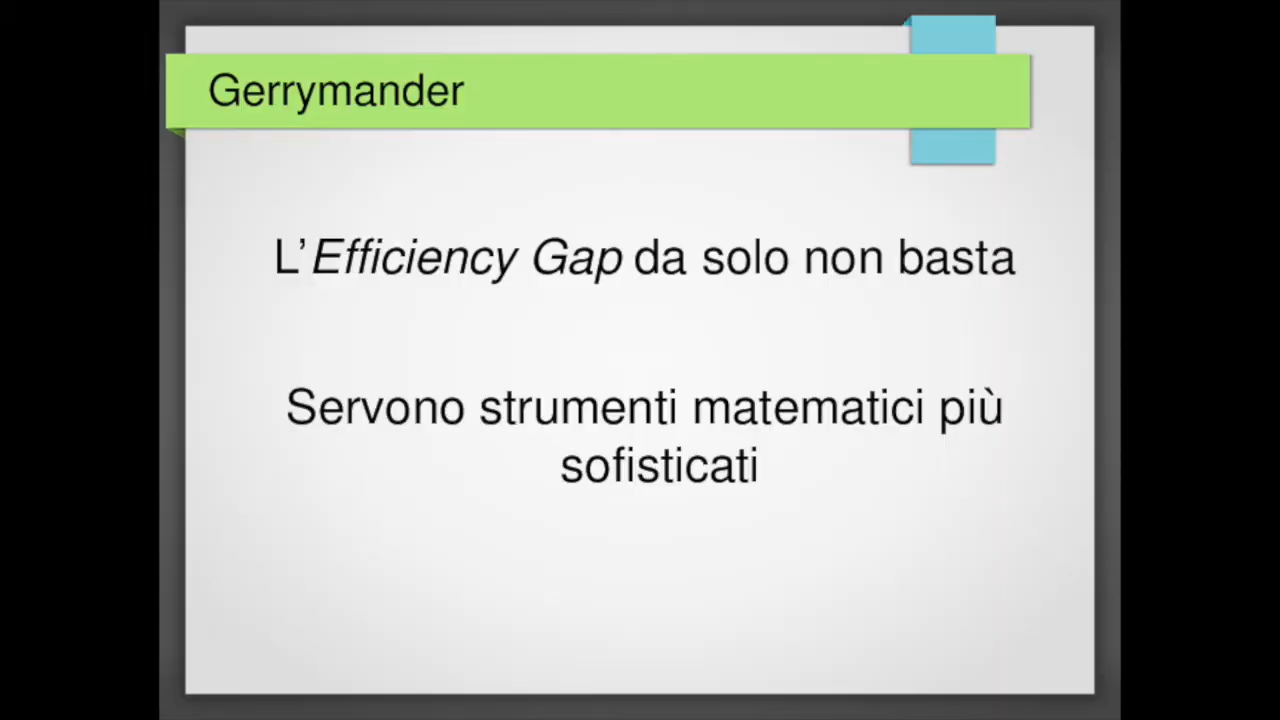 Gerrymander
L’Efficiency Gap da solo non basta
Servono strumenti matematici più
sofisticati